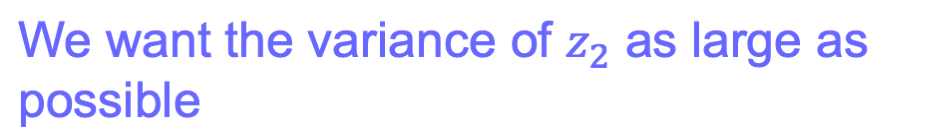 We want the variance of z₂ as large as
possible